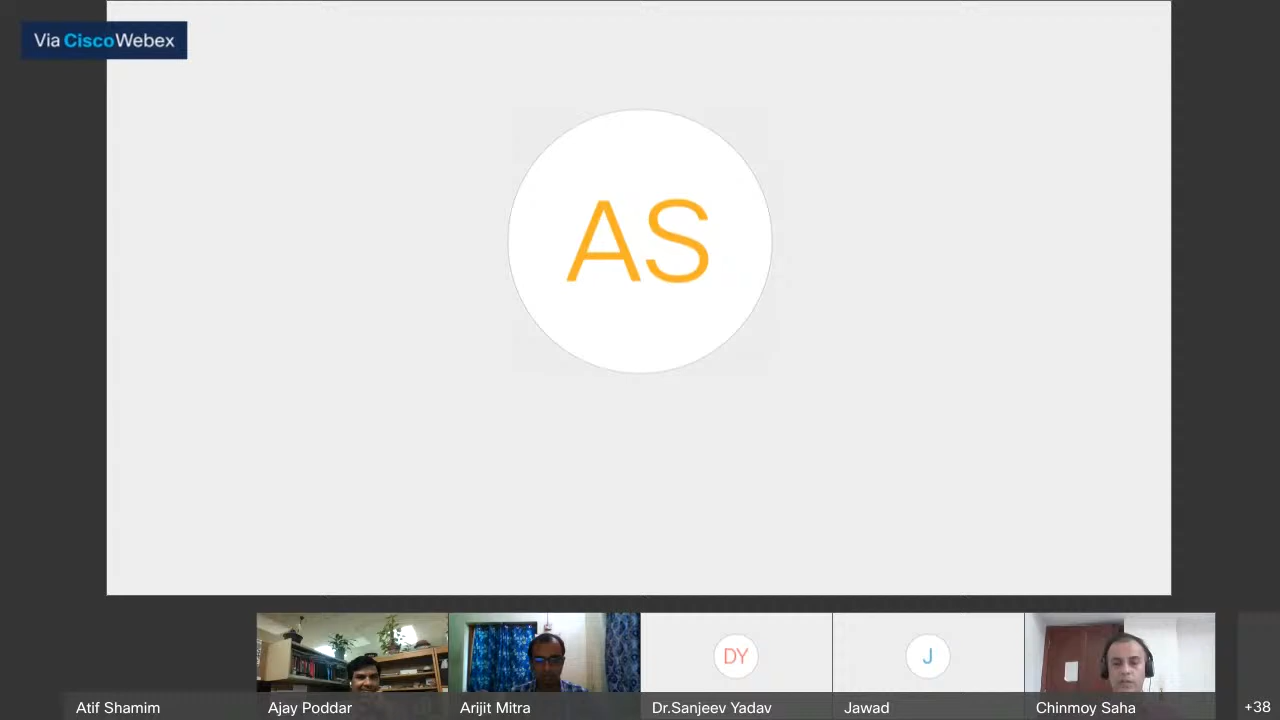 Via CiscoWebex
AS
DY
J
Atif Shamim
Ajay Poddar
Arijit Mitra
Dr.Sanjeev Yadav
Jawad
Chinmoy Saha
+38